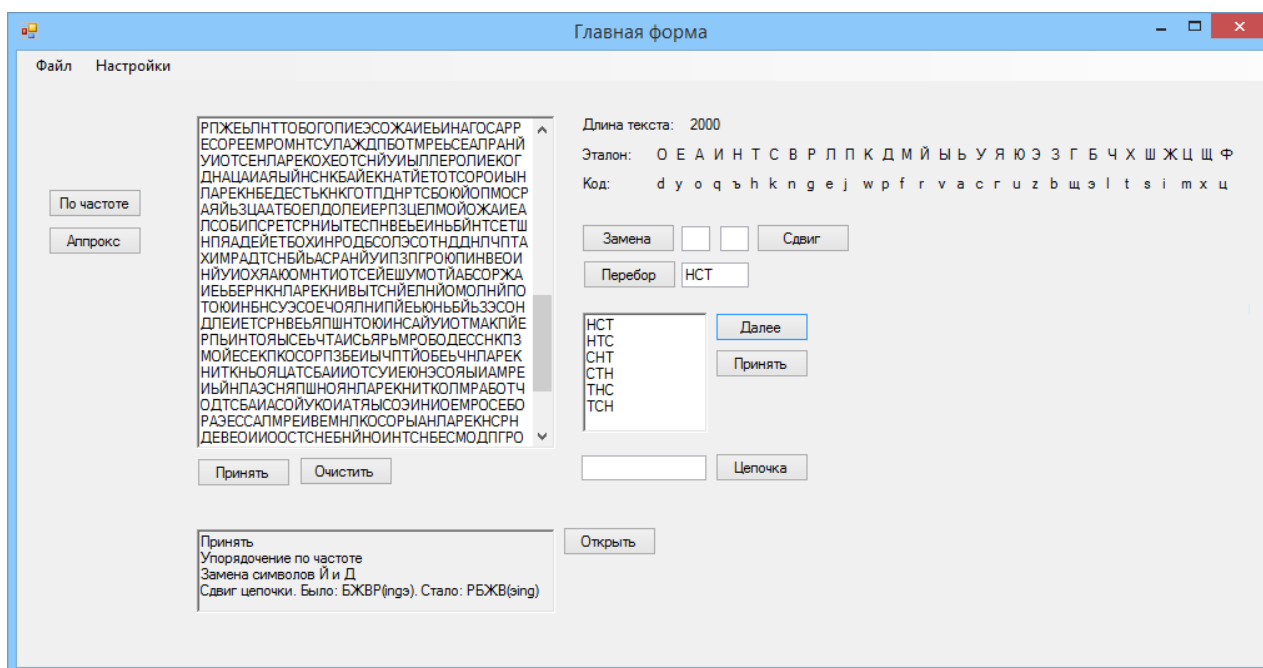 Главная форма
Файл Настройки
По частоте
Аппрокс
РПЖЕЬЛНТТОБОГОПИЕЭСОЖАИЕЬИНАГОСАРР
ЕСОРЕЕМРОМНТСУЛАЖДПБОТМРЕЬСЕАЛРАНЙ
УИОТСЕНЛАРЕКОХЕОТСНЙУИЫЛЛЕРОЛИЕКОГ
ДНАЦАИАЯЫЙНСНКБАЙЕКНАТЙЕТОТСОРОИЫН
ЛАРЕКНБЕДЕСТЬКНКГОТПДНРТСБОЮЙОПМОСР
АЯЙЬЗЦААТБОЕЛДОЛЕИЕРПЗЦЕЛМОЙОЖАИЕА
ЛСОБИПСРЕТСРНИЫТЕСПНВЕЬЕИНЬБЙНТСЕТШ
НПЯАДЕЙЕТБОХИНРОДБСОЛЭСОТНДДНЛЧПТА
ХИМРАДТСНБЙЬАСРАНЙУИПЗПГРОЮПИНВЕОИ
НЙУИОХЯАЮОМНТИОТСЕЙЕШУМОТЙАБСОРЖА
ИЕЬБЕРНКНЛАРЕКНИВЫТСНЙЕЛНЙОМОЛНЙПО
ТОЮИНБНСУЭСОЕЧОЯЛНИПЙЕЬЮНЬБЙЬЗЭСОН
ДЛЕИЕТСРНВЕЬЯПШНТОЮИНСАЙУИОТМАКПЙЕ
РПЬИНТОЯЫСЕЬЧТАИСЬЯРЬМРОБОДЕССНКПЗ
МОЙЕСЕКЛКОСОРПЗБЕИЫЧПТЙОБЕЬЧНЛАРЕК
НИТКНЬОЯЦАТСБАИИОТСУИЕЮНЭСОЯЫИАМРЕ
ИЬЙНЛАЭСНЯПШНОЯНЛАРЕКНИТКОЛМРАБОТЧ
ОДТСБАИАСОЙУКОИАТЯЫСОЭИНИОЕМРОСЕБО
РАЭЕССАЛМРЕИВЕМНЛКОСОРЫАНЛАРЕКНСРН
ДЕВЕОИИООСТСНЕБНЙНОИНТСНБЕСМОДПГРО
Принять Очистить
Принять
Упорядочение по частоте
Замена символов Й и Д
Сдвиг цепочки. Было: БЖВР(ingэ). Стало: РБЖВ(эing)
Открыть
Длина текста: 2000
Эталон: О Е А И Н Т С В Р Л П К Д М Й Ы Ь У Я Ю Э З Г Б Ч Х Ш Ж Ц Щ Ф
Код: d y o q ъ h k n g e j w p f r v a c r u z b щ э l t s i m x ц
Замена Сдвиг
Перебор НСТ
НСТ
НТС
СНТ
СТН
ТНС
ТСН
Далее
Принять
Цепочка